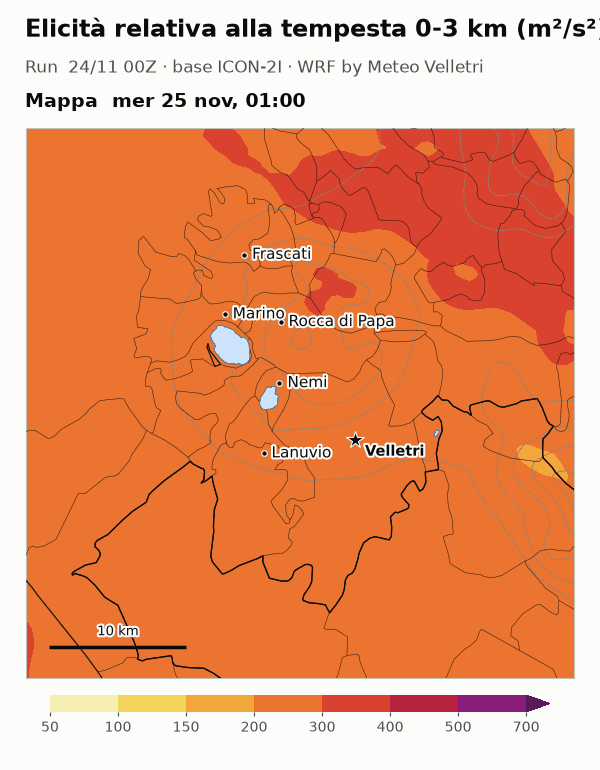 Elicità relativa alla tempesta 0-3 km (m²/s²)
Run 24/11 00Z · base ICON-2I · WRF by Meteo Velletri
Mappa mer 25 nov, 01:00
Frascati
Marino
Rocca di Papa
Nemi
Velletri
Lanuvio
10 km
50 100 150 200 300 400 500 700